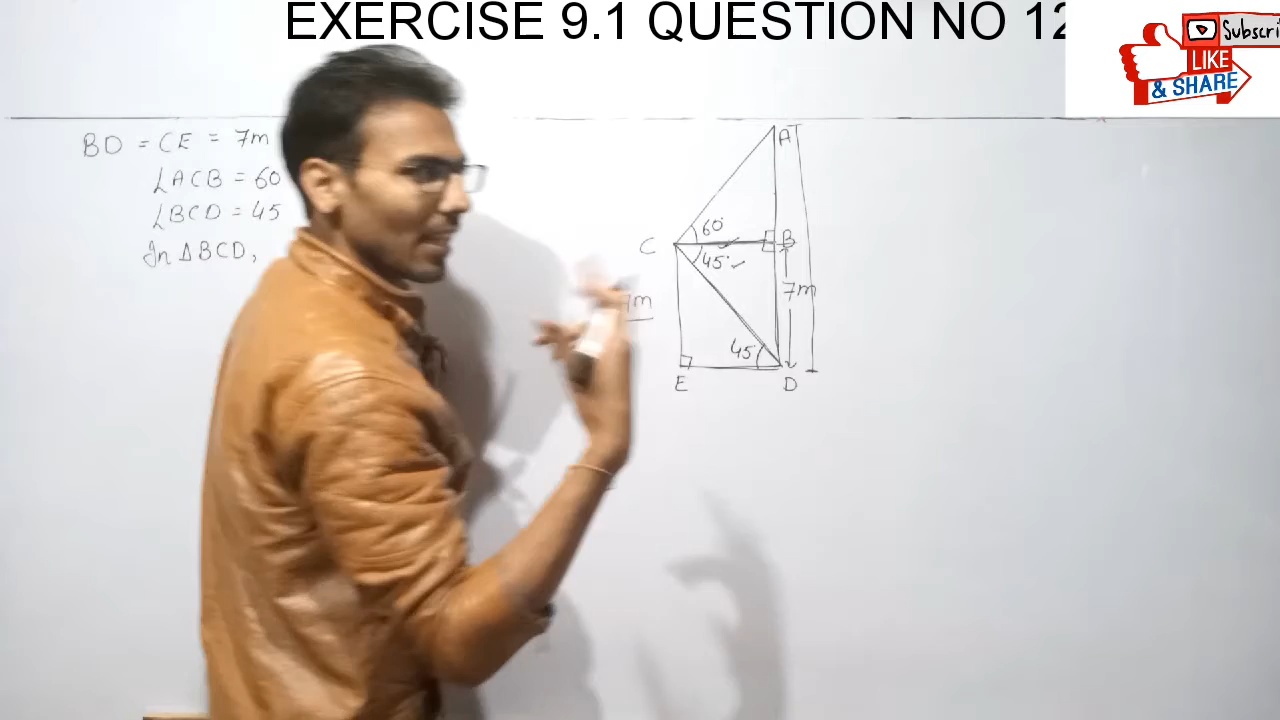 EXERCISE 9.1 QUESTION NO 12
Subscri
LIKE
& SHARE
BD = CE = 7m
∠ACB = 60
∠BCD = 45
In △BCD,
A
60°
C
B
45°
7m
7m
45
E
D